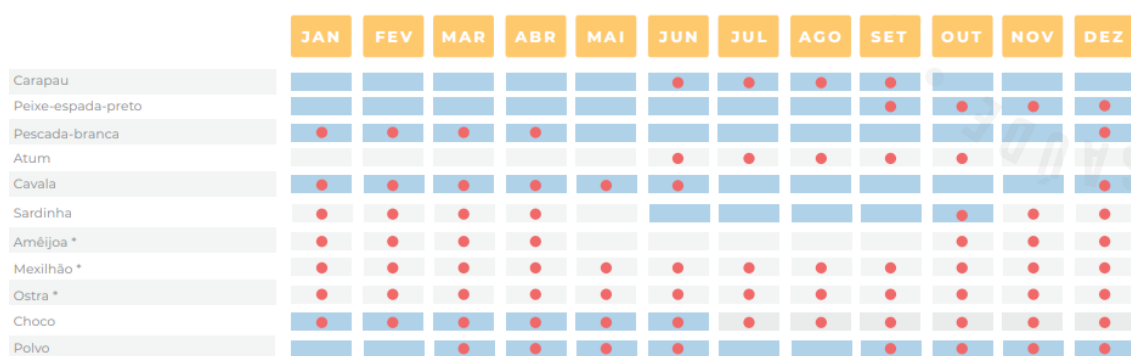 JAN FEV MAR ABR MAI JUN JUL AGO SET OUT NOV DEZ
Carapau
Peixe-espada-preto
Pescada-branca
Atum
Cavala
Sardinha
Amêijoa *
Mexilhão *
Ostra *
Choco
Polvo